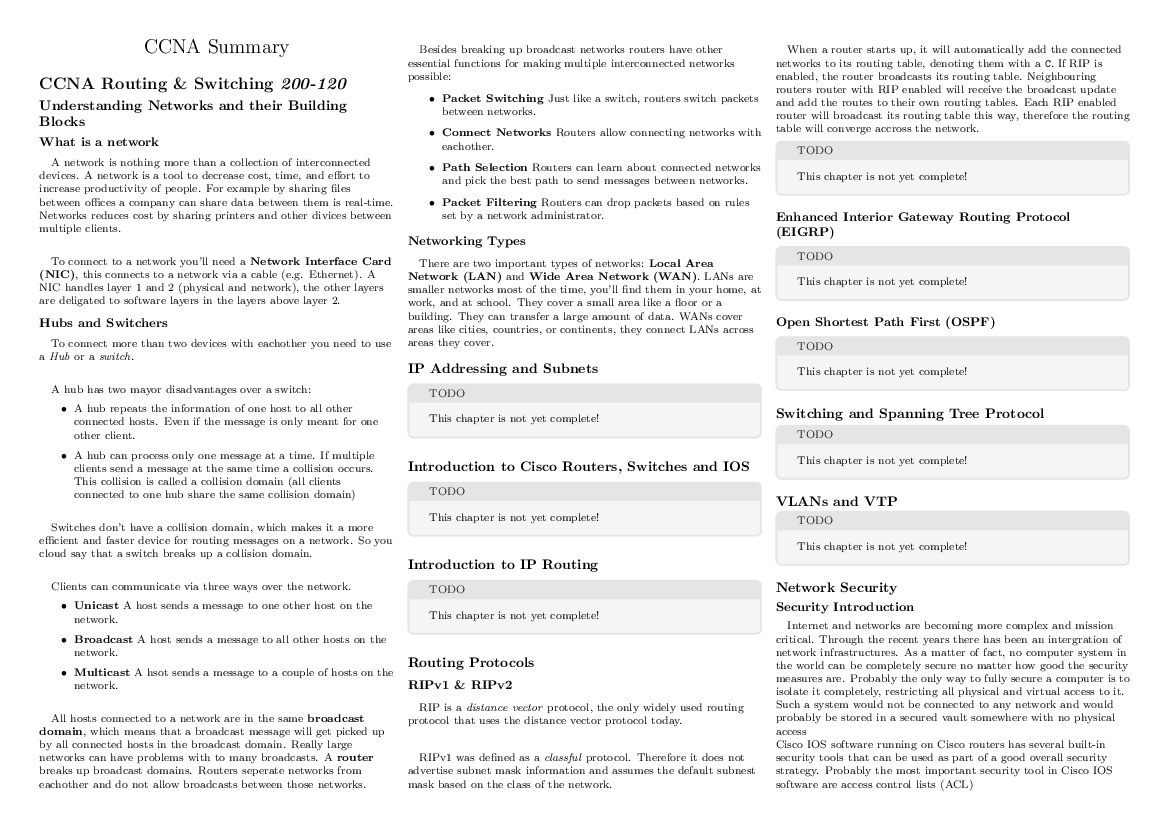 CCNA Summary
CCNA Routing & Switching 200-120
Understanding Networks and their Building
Blocks
What is a network
A network is nothing more than a collection of interconnected
devices. A network is a tool to decrease cost, time, and effort to
increase productivity of people. For example by sharing files
between offices a company can share data between them is real-time.
Networks reduces cost by sharing printers and other divices between
multiple clients.
To connect to a network you'll need a Network Interface Card
(NIC), this connects to a network via a cable (e.g. Ethernet). A
NIC handles layer 1 and 2 (physical and network), the other layers
are deligated to software layers in the layers above layer 2.
Hubs and Switchers
To connect more than two devices with eachother you need to use
a Hub or a switch.
A hub has two mayor disadvantages over a switch:
• A hub repeats the information of one host to all other
connected hosts. Even if the message is only meant for one
other client.
• A hub can process only one message at a time. If multiple
clients send a message at the same time a collision occurs.
This collision is called a collision domain (all clients
connected to one hub share the same collision domain)
Switches don't have a collision domain, which makes it a more
efficient and faster device for routing messages on a network. So you
cloud say that a switch breaks up a collision domain.
Clients can communicate via three ways over the network.
• Unicast A host sends a message to one other host on the
network.
• Broadcast A host sends a message to all other hosts on the
network.
• Multicast A hsot sends a message to a couple of hosts on the
network.
All hosts connected to a network are in the same broadcast
domain, which means that a broadcast message will get picked up
by all connected hosts in the broadcast domain. Really large
networks can have problems with to many broadcasts. A router
breaks up broadcast domains. Routers seperate networks from
eachother and do not allow broadcasts between those networks.
Besides breaking up broadcast networks routers have other
essential functions for making multiple interconnected networks
possible:
• Packet Switching Just like a switch, routers switch packets
between networks.
• Connect Networks Routers allow connecting networks with
eachother.
• Path Selection Routers can learn about connected networks
and pick the best path to send messages between networks.
• Packet Filtering Routers can drop packets based on rules
set by a network administrator.
Networking Types
There are two important types of networks: Local Area
Network (LAN) and Wide Area Network (WAN). LANs are
smaller networks most of the time, you'll find them in your home, at
work, and at school. They cover a small area like a floor or a
building. They can transfer a large amount of data. WANs cover
areas like cities, countries, or continents, they connect LANs across
areas they cover.
IP Addressing and Subnets
TODO
This chapter is not yet complete!
Introduction to Cisco Routers, Switches and IOS
TODO
This chapter is not yet complete!
Introduction to IP Routing
TODO
This chapter is not yet complete!
Routing Protocols
RIPv1 & RIPv2
RIP is a distance vector protocol, the only widely used routing
protocol that uses the distance vector protocol today.
RIPv1 was defined as a classful protocol. Therefore it does not
advertise subnet mask information and assumes the default subnet
mask based on the class of the network.
When a router starts up, it will automatically add the connected
networks to its routing table, denoting them with a C. If RIP is
enabled, the router broadcasts its routing table. Neighbouring
routers router with RIP enabled will receive the broadcast update
and add the routes to their own routing tables. Each RIP enabled
router will broadcast its routing table this way, therefore the routing
table will converge accross the network.
TODO
This chapter is not yet complete!
Enhanced Interior Gateway Routing Protocol
(EIGRP)
TODO
This chapter is not yet complete!
Open Shortest Path First (OSPF)
TODO
This chapter is not yet complete!
Switching and Spanning Tree Protocol
TODO
This chapter is not yet complete!
VLANs and VTP
TODO
This chapter is not yet complete!
Network Security
Security Introduction
Internet and networks are becoming more complex and mission
critical. Through the recent years there has been an intergration of
network infrastructures. As a matter of fact, no computer system in
the world can be completely secure no matter how good the security
measures are. Probably the only way to fully secure a computer is to
isolate it completely, restricting all physical and virtual access to it.
Such a system would not be connected to any network and would
probably be stored in a secured vault somewhere with no physical
access
Cisco IOS software running on Cisco routers has several built-in
security tools that can be used as part of a good overall security
strategy. Probably the most important security tool in Cisco IOS
software are access control lists (ACL)